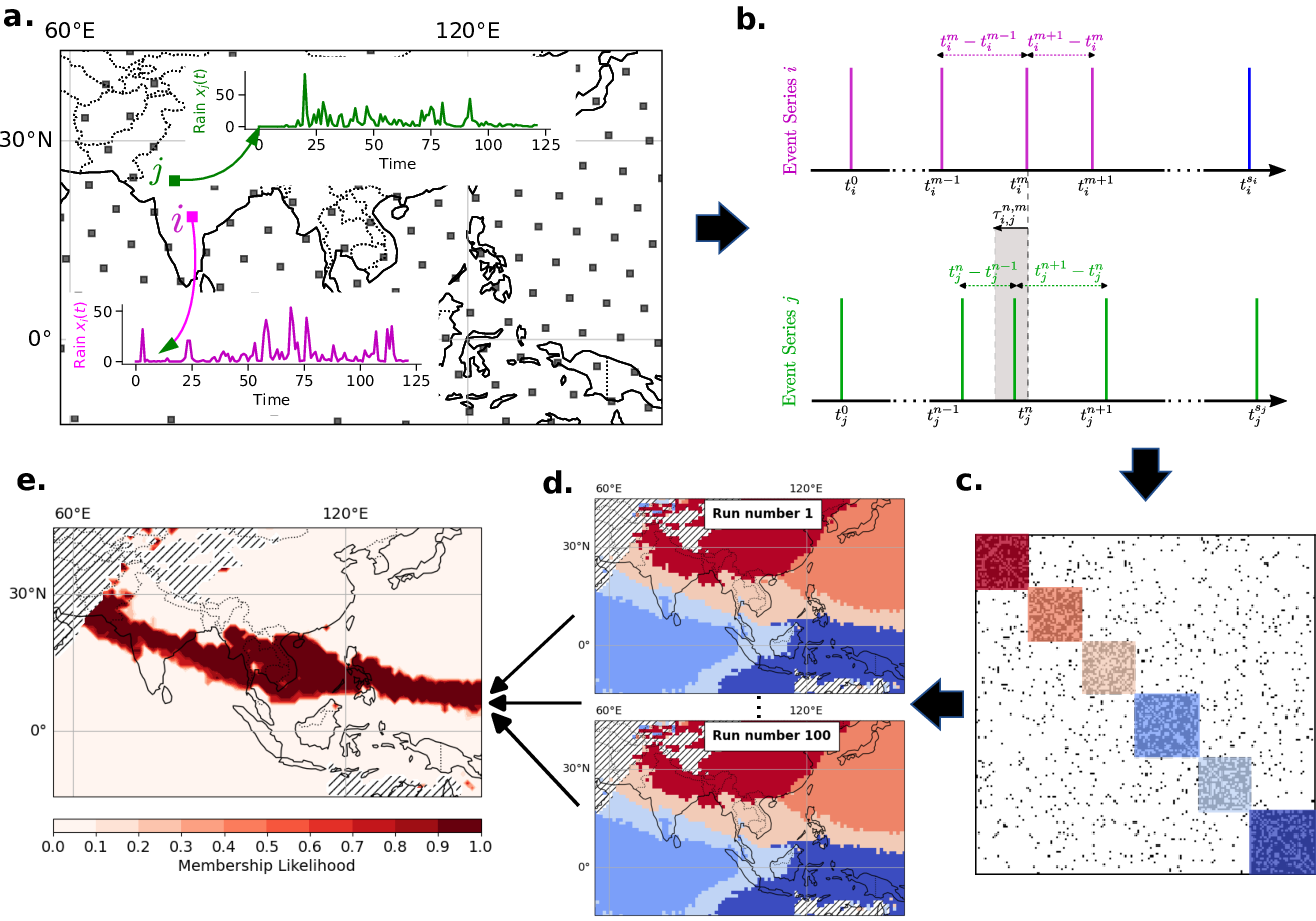 a.
60°E
120°E
30°N
0°
Rain x_j(t)
50
0
0
25
50
75
100
125
Time
j
i
Rain x_i(t)
50
0
0
25
50
75
100
125
Time
b.
Event Series i
t_i^m − t_i^{m−1}
t_i^{m+1} − t_i^m
t_i^0
t_i^{m−1}
t_i^m
t_i^{m+1}
t_i^{s_i}
τ_{i,j}^{n,m}
Event Series j
t_j^n − t_j^{n−1}
t_j^{n+1} − t_j^n
t_j^0
t_j^{n−1}
t_j^n
t_j^{n+1}
t_j^{s_j}
c.
d.
60°E
120°E
Run number 1
30°N
0°
60°E
120°E
Run number 100
30°N
0°
e.
60°E
120°E
30°N
0°
0.0 0.1 0.2 0.3 0.4 0.5 0.6 0.7 0.8 0.9 1.0
Membership Likelihood